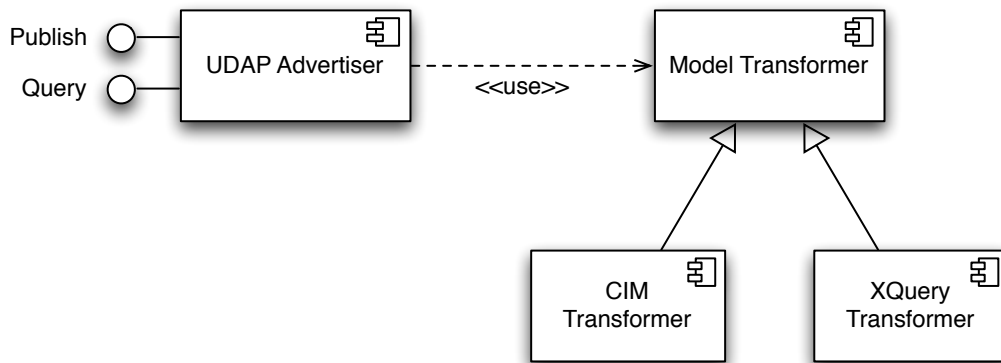 Publish
Query
UDAP Advertiser
<<use>>
Model Transformer
CIM
Transformer
XQuery
Transformer